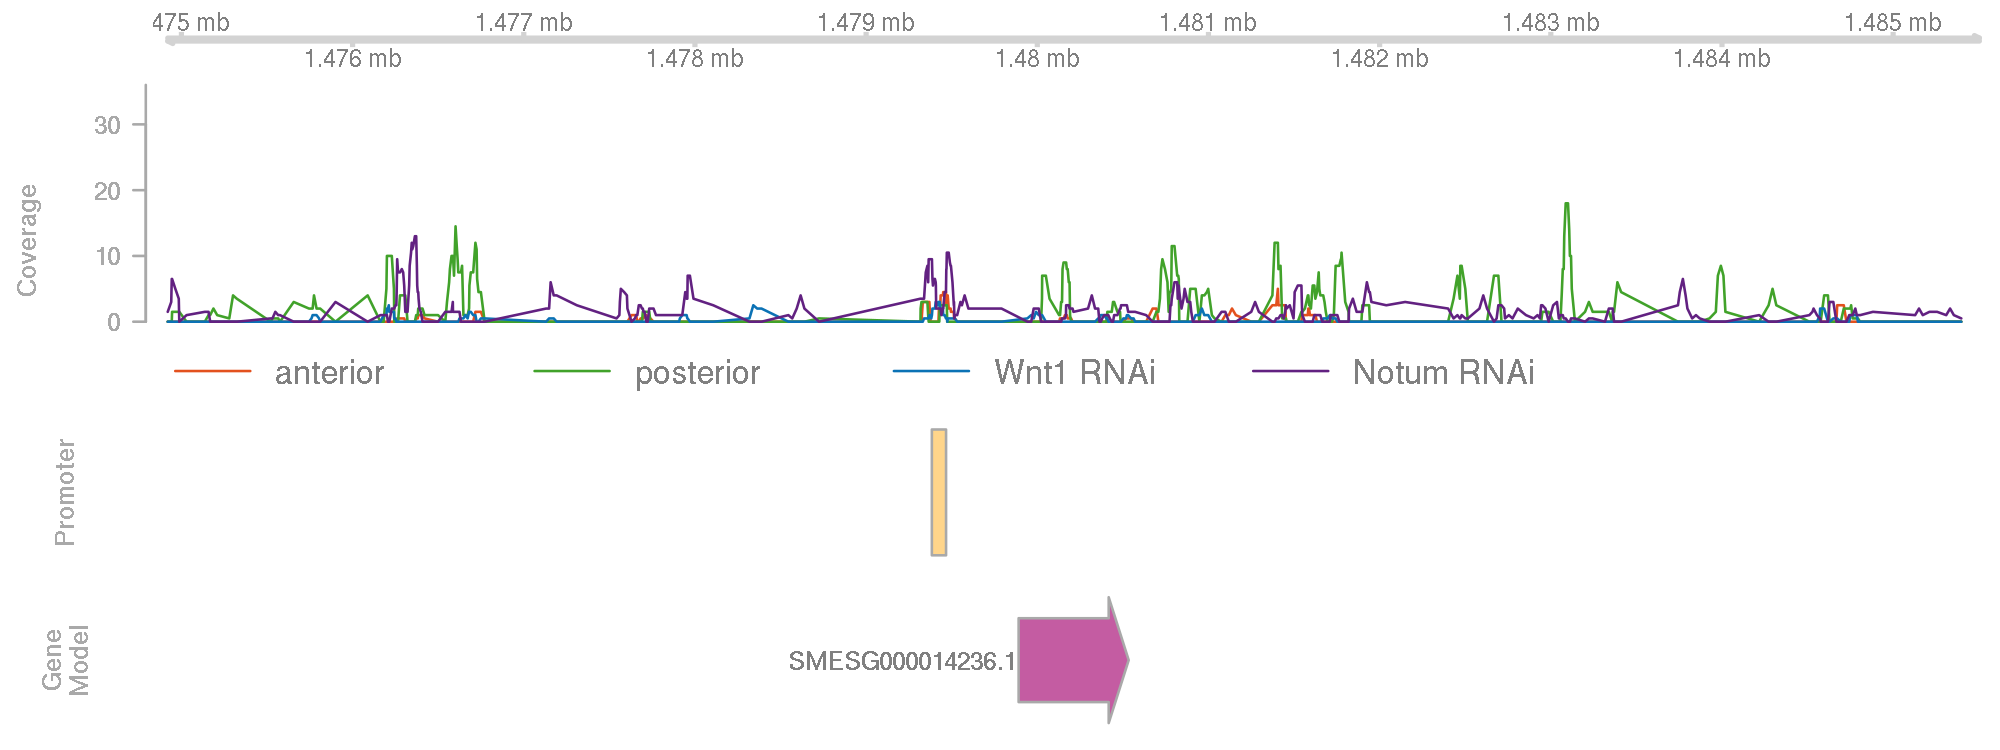 475 mb 1.477 mb 1.479 mb 1.481 mb 1.483 mb 1.485 mb
1.476 mb 1.478 mb 1.48 mb 1.482 mb 1.484 mb
Coverage
30
20
10
0
anterior posterior Wnt1 RNAi Notum RNAi
Promoter
Gene
Model
SMESG000014236.1